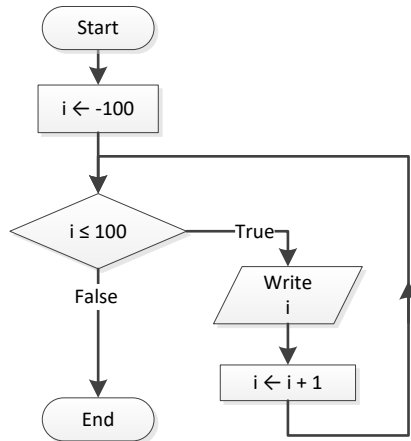 Start
i ← -100
i ≤ 100
True
False
Write
i
i ← i + 1
End